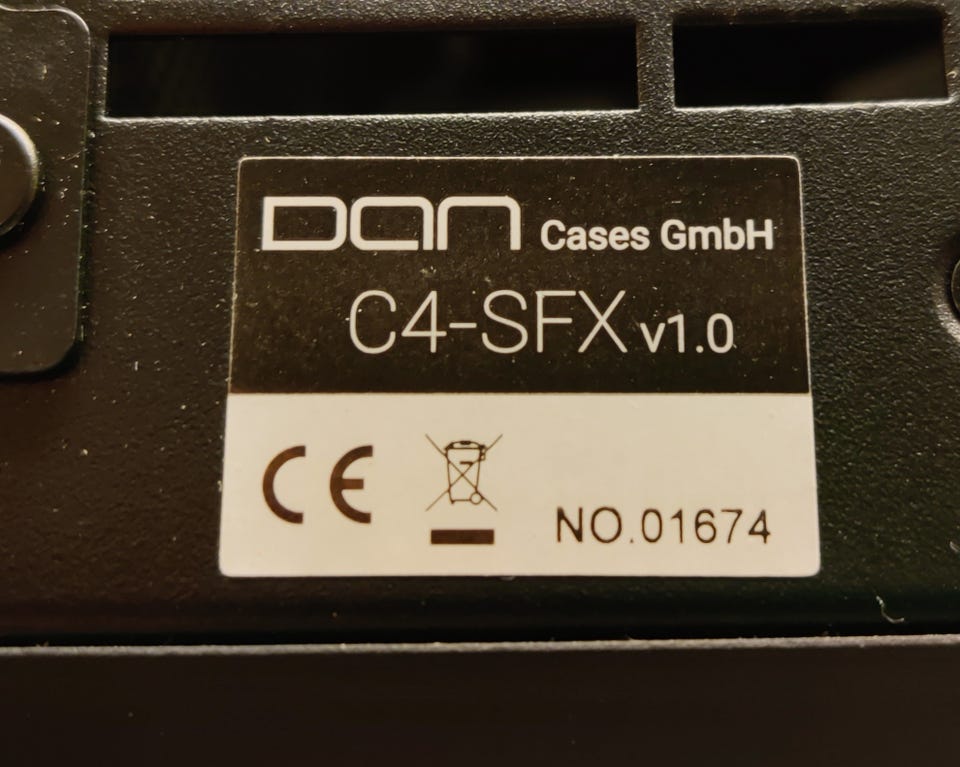 DAN Cases GmbH
C4-SFX v1.0
CE
NO.01674